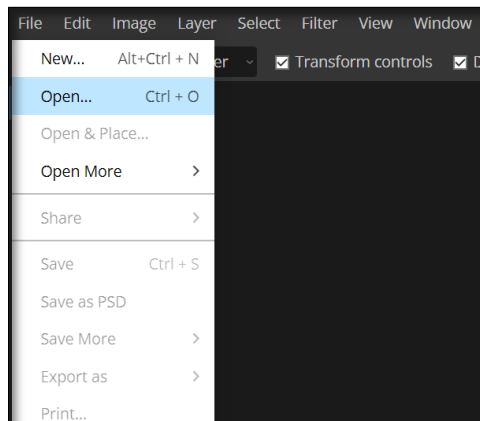 File Edit Image Layer Select Filter View Window
New... Alt+Ctrl + N
er Transform controls
Open... Ctrl + O
Open & Place...
Open More
Share
Save Ctrl + S
Save as PSD
Save More
Export as
Print...